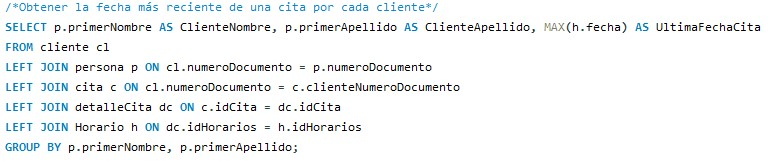 /*Obtener la fecha más reciente de una cita por cada cliente*/
SELECT p.primerNombre AS ClienteNombre, p.primerApellido AS ClienteApellido, MAX(h.fecha) AS UltimaFechaCita
FROM cliente cl
LEFT JOIN persona p ON cl.numeroDocumento = p.numeroDocumento
LEFT JOIN cita c ON cl.numeroDocumento = c.clienteNumeroDocumento
LEFT JOIN detalleCita dc ON c.idCita = dc.idCita
LEFT JOIN Horario h ON dc.idHorarios = h.idHorarios
GROUP BY p.primerNombre, p.primerApellido;